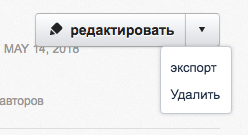 редактировать
MAY 14, 2018
экспорт
Удалить
авторов